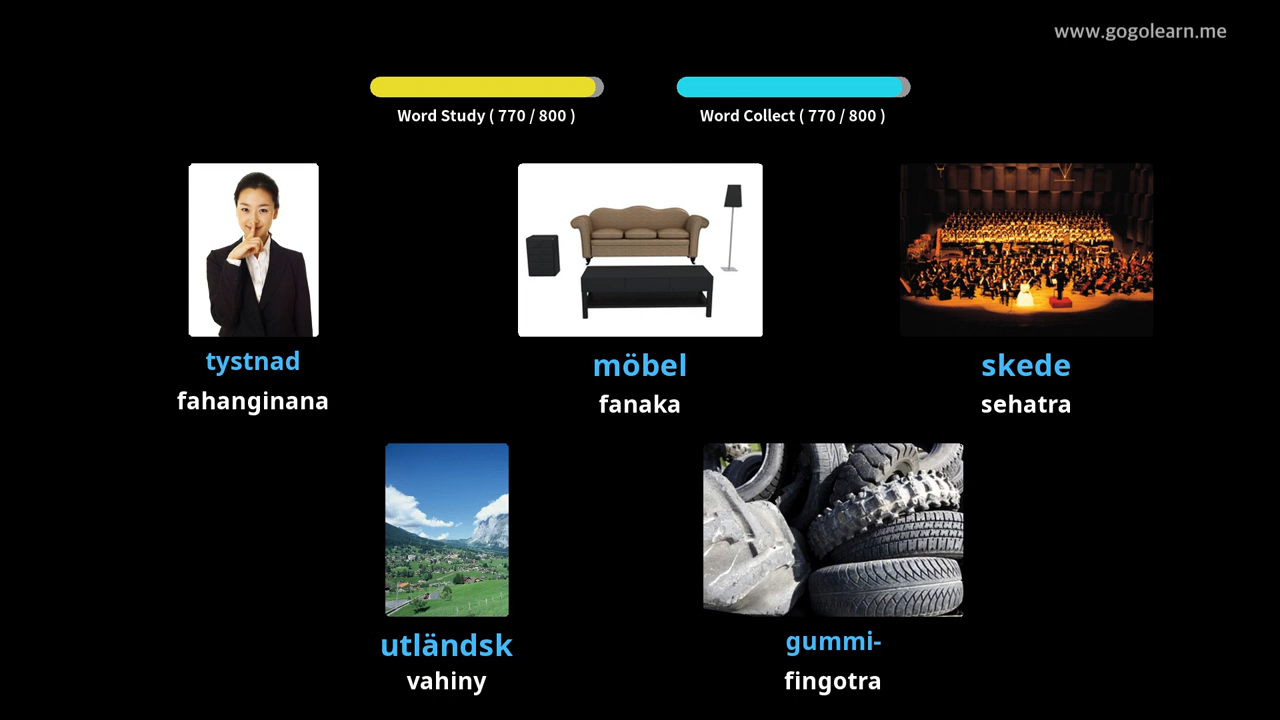 www.gogolearn.me
Word Study ( 770 / 800 )
Word Collect ( 770 / 800 )
tystnad
fahanginana
möbel
fanaka
skede
sehatra
utländsk
vahiny
gummi-
fingotra